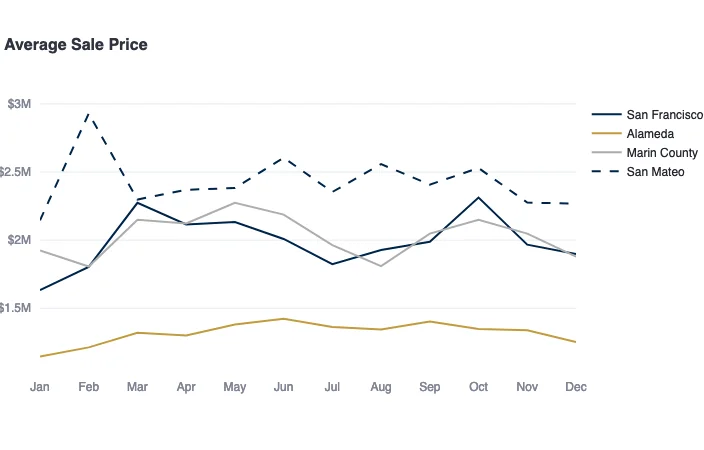 Average Sale Price
$3M
$2.5M
$2M
$1.5M
San Francisco
Alameda
Marin County
San Mateo
Jan Feb Mar Apr May Jun Jul Aug Sep Oct Nov Dec